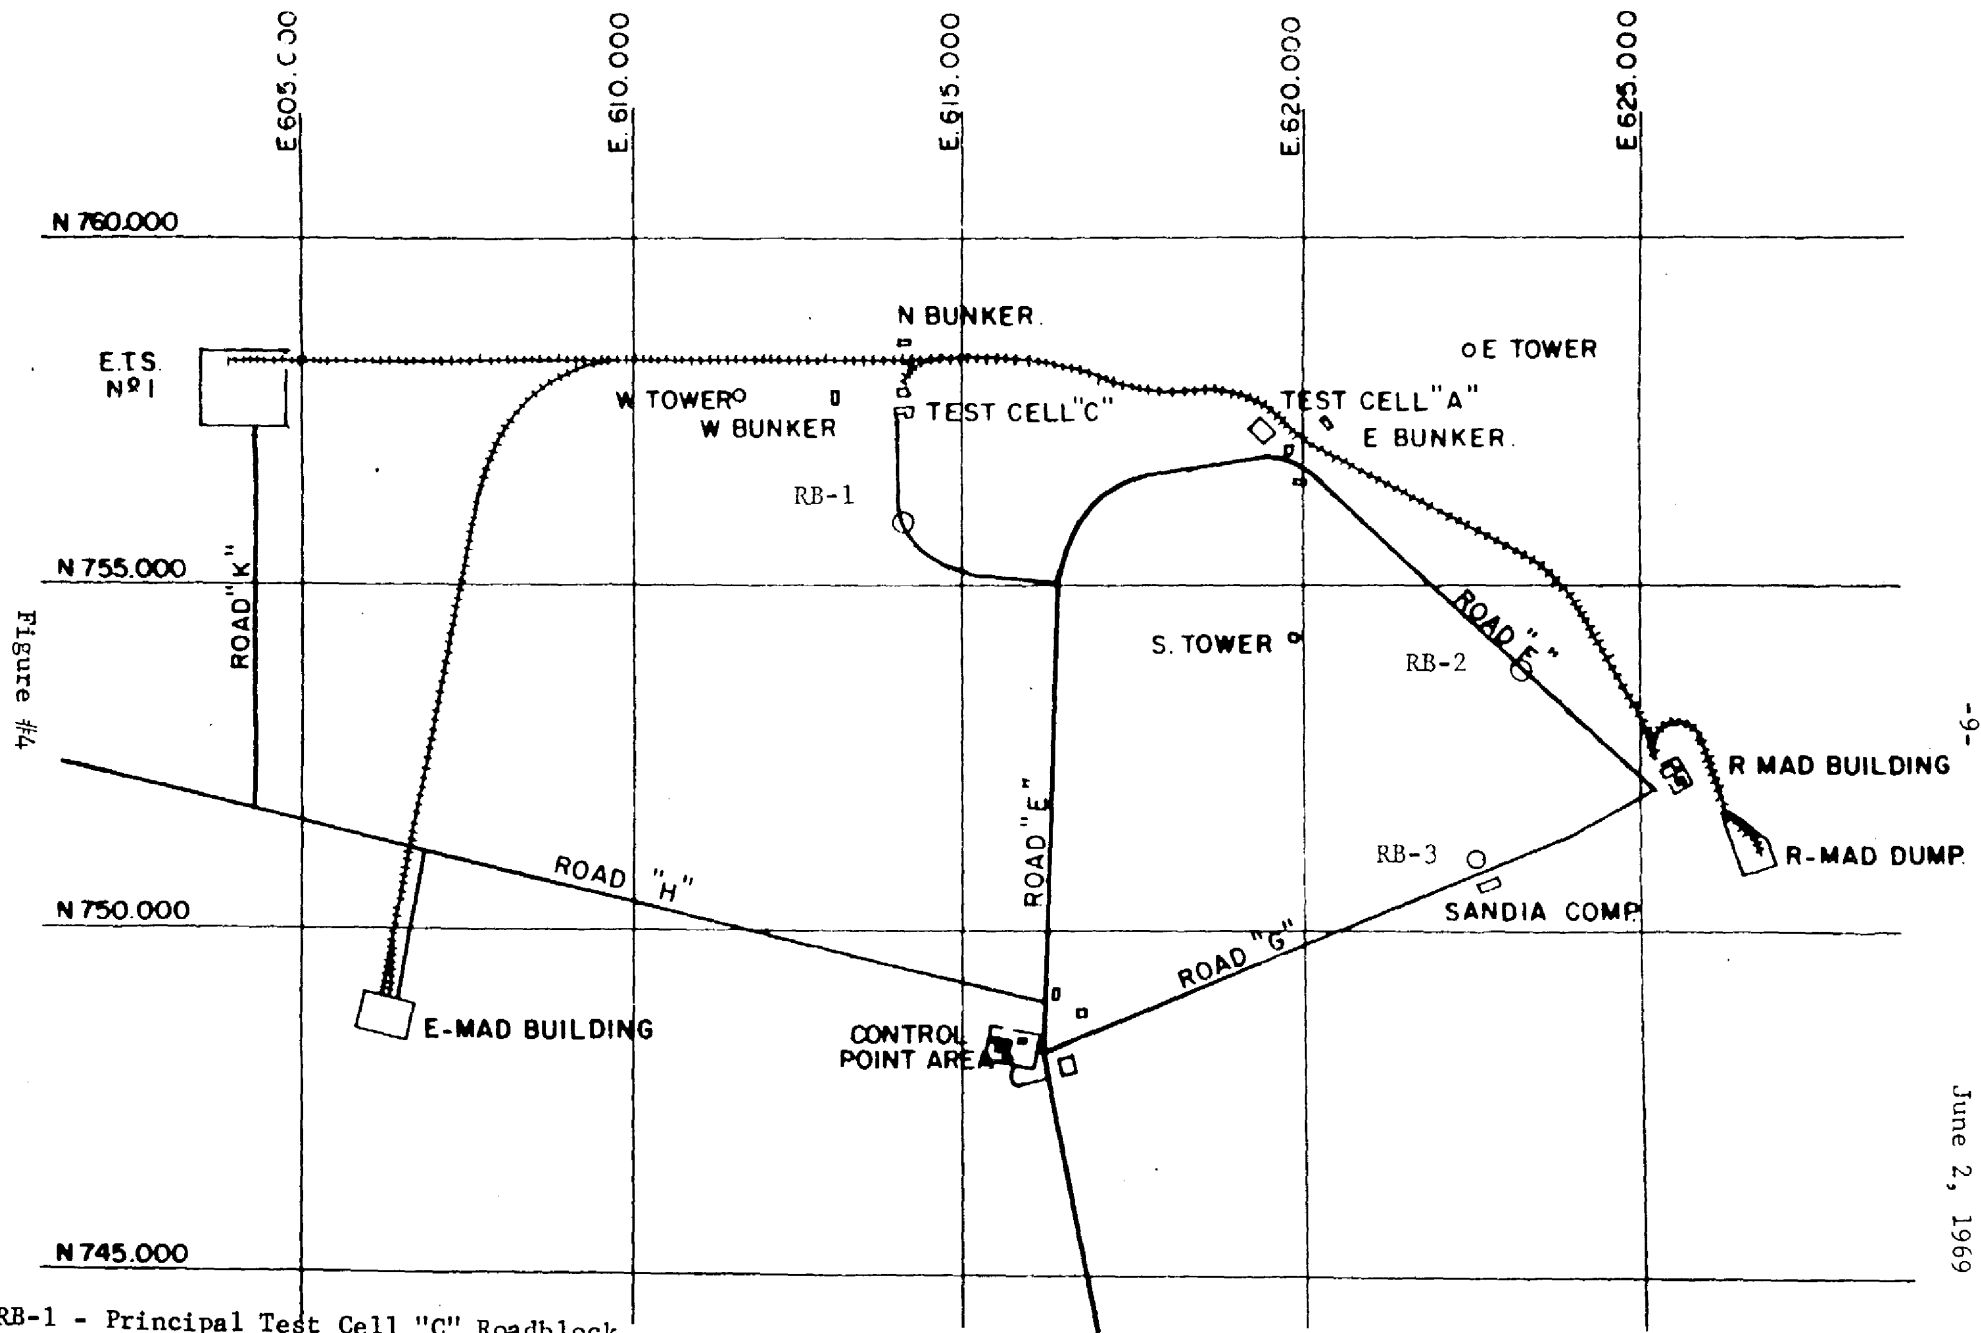 E 605.000
E. 610.000
E. 615.000
E. 620.000
E 625.000
N 760.000
N BUNKER.
E TOWER
E.T.S.
Nº 1
W TOWER
W BUNKER
TEST CELL "C"
TEST CELL "A"
E BUNKER.
RB-1
N 755.000
ROAD "K"
S. TOWER
ROAD "E"
RB-2
Figure #4
-9-
R MAD BUILDING
ROAD "E"
RB-3
R-MAD DUMP.
ROAD "H"
SANDIA COMP.
N 750.000
ROAD "G"
E-MAD BUILDING
CONTROL
POINT AREA
June 2, 1969
N 745.000
RB-1 - Principal Test Cell "C" Roadblock